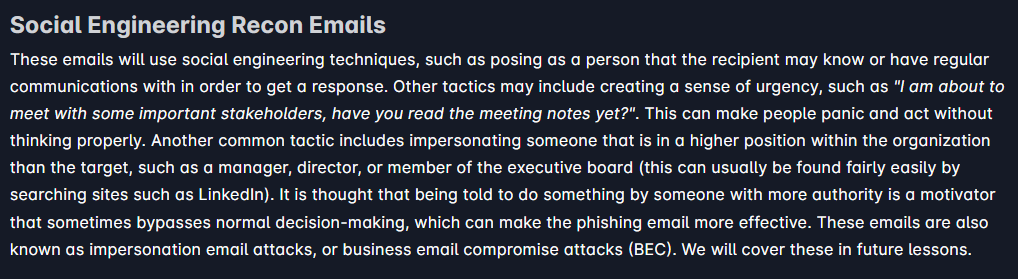 Social Engineering Recon Emails
These emails will use social engineering techniques, such as posing as a person that the recipient may know or have regular
communications with in order to get a response. Other tactics may include creating a sense of urgency, such as "I am about to
meet with some important stakeholders, have you read the meeting notes yet?". This can make people panic and act without
thinking properly. Another common tactic includes impersonating someone that is in a higher position within the organization
than the target, such as a manager, director, or member of the executive board (this can usually be found fairly easily by
searching sites such as LinkedIn). It is thought that being told to do something by someone with more authority is a motivator
that sometimes bypasses normal decision-making, which can make the phishing email more effective. These emails are also
known as impersonation email attacks, or business email compromise attacks (BEC). We will cover these in future lessons.